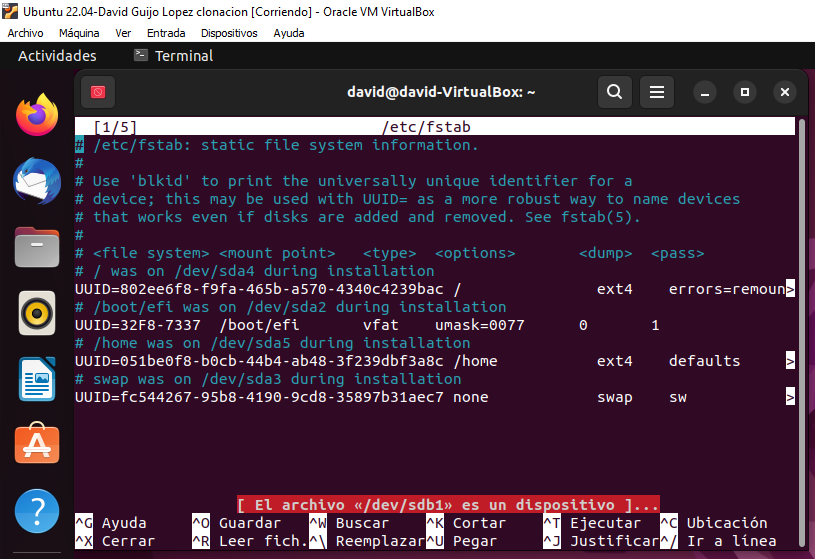 Ubuntu 22.04-David Guijo Lopez clonacion [Corriendo] - Oracle VM VirtualBox
Archivo Máquina Ver Entrada Dispositivos Ayuda
Actividades Terminal
david@david-VirtualBox: ~
[1/5] /etc/fstab
# /etc/fstab: static file system information.
#
# Use 'blkid' to print the universally unique identifier for a
# device; this may be used with UUID= as a more robust way to name devices
# that works even if disks are added and removed. See fstab(5).
#
# <file system> <mount point>   <type>  <options>       <dump>  <pass>
# / was on /dev/sda4 during installation
UUID=802ee6f8-f9fa-465b-a570-4340c4239bac /               ext4    errors=remoun>
# /boot/efi was on /dev/sda2 during installation
UUID=32F8-7337  /boot/efi       vfat    umask=0077      0       1
# /home was on /dev/sda5 during installation
UUID=051be0f8-b0cb-44b4-ab48-3f239dbf3a8c /home           ext4    defaults     >
# swap was on /dev/sda3 during installation
UUID=fc544267-95b8-4190-9cd8-35897b31aec7 none            swap    sw           >
[ El archivo «/dev/sdb1» es un dispositivo ]...
^G Ayuda ^O Guardar ^W Buscar ^K Cortar ^T Ejecutar ^C Ubicación
^X Cerrar ^R Leer fich. ^\ Reemplazar ^U Pegar ^J Justificar ^/ Ir a línea